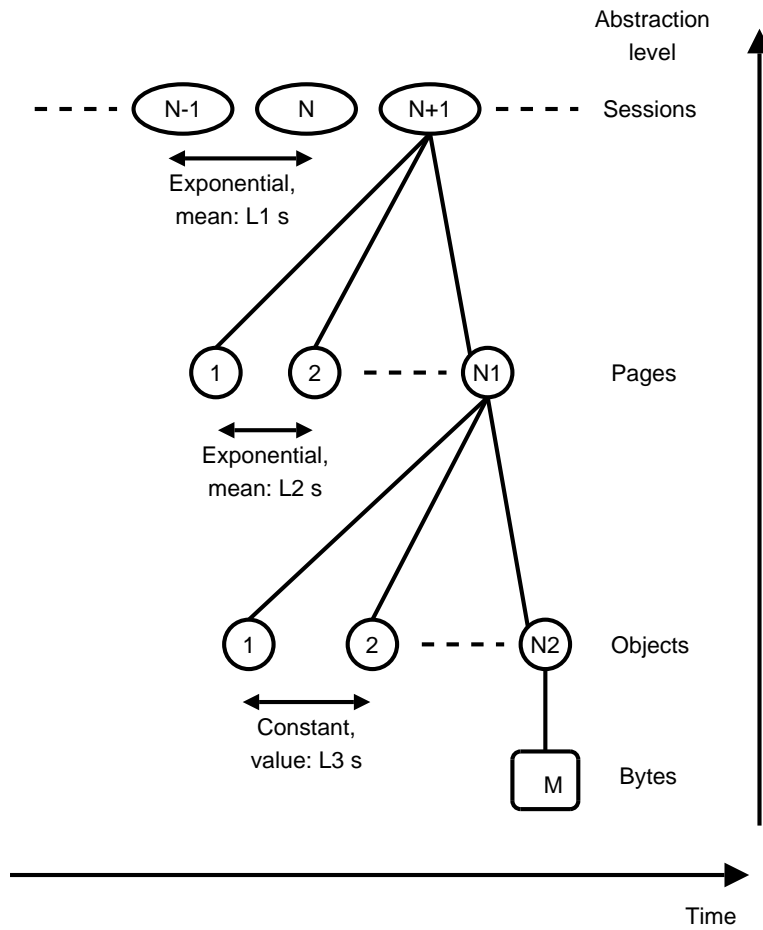 Abstraction
level
N-1 N N+1 Sessions
Exponential,
mean: L1 s
1 2 N1 Pages
Exponential,
mean: L2 s
1 2 N2 Objects
Constant,
value: L3 s
M Bytes
Time